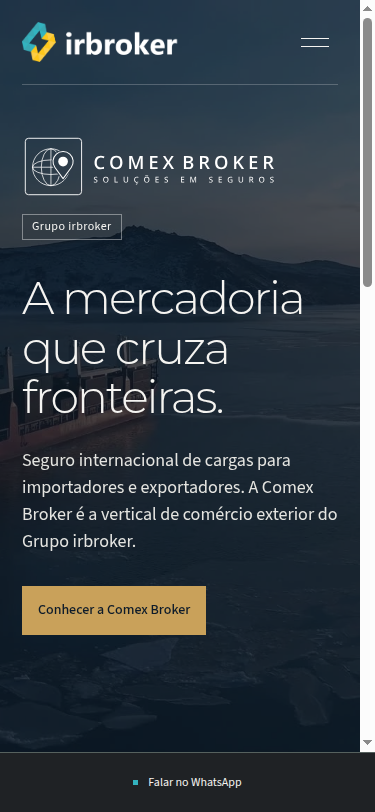 irbroker
COMEX BROKER
SOLUÇÕES EM SEGUROS
Grupo irbroker
A mercadoria
que cruza
fronteiras.
Seguro internacional de cargas para
importadores e exportadores. A Comex
Broker é a vertical de comércio exterior do
Grupo irbroker.
Conhecer a Comex Broker
Falar no WhatsApp